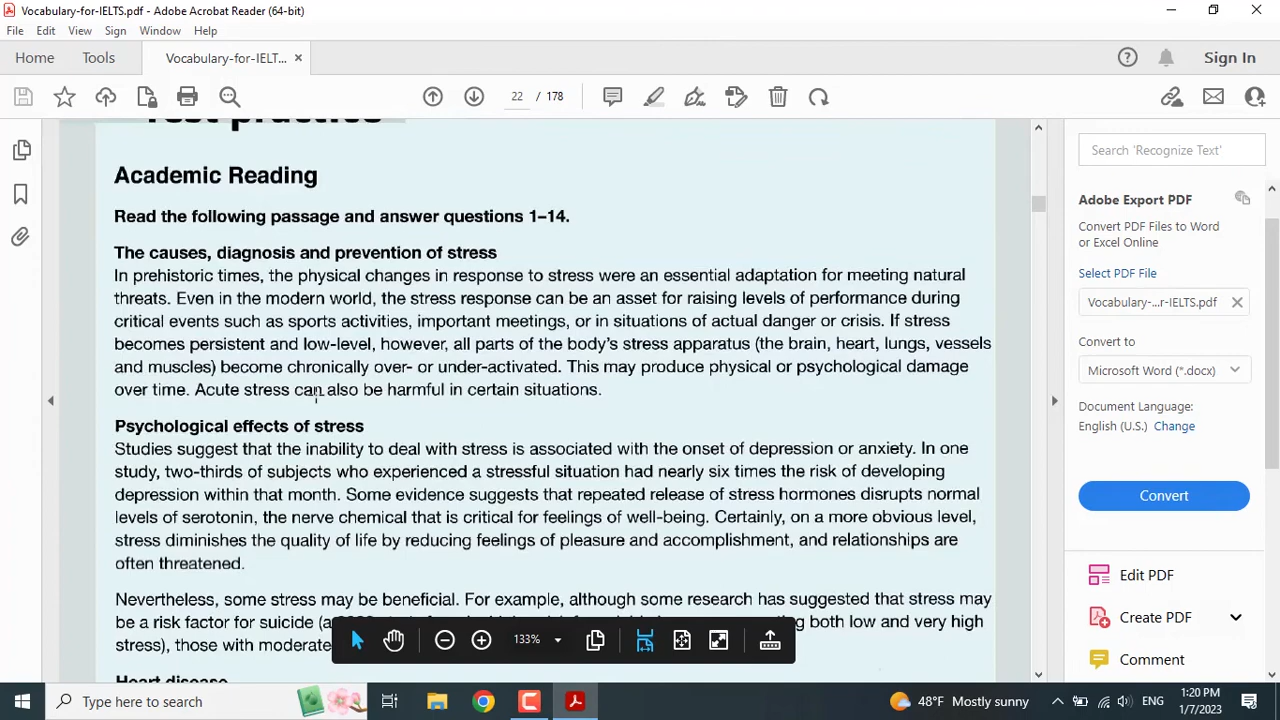 Vocabulary-for-IELTS.pdf - Adobe Acrobat Reader (64-bit)
File Edit View Sign Window Help
Home Tools Vocabulary-for-IELT... × Sign In
22 / 178
Test practice
Academic Reading
Read the following passage and answer questions 1–14.
The causes, diagnosis and prevention of stress
In prehistoric times, the physical changes in response to stress were an essential adaptation for meeting natural
threats. Even in the modern world, the stress response can be an asset for raising levels of performance during
critical events such as sports activities, important meetings, or in situations of actual danger or crisis. If stress
becomes persistent and low-level, however, all parts of the body's stress apparatus (the brain, heart, lungs, vessels
and muscles) become chronically over- or under-activated. This may produce physical or psychological damage
over time. Acute stress can also be harmful in certain situations.
Psychological effects of stress
Studies suggest that the inability to deal with stress is associated with the onset of depression or anxiety. In one
study, two-thirds of subjects who experienced a stressful situation had nearly six times the risk of developing
depression within that month. Some evidence suggests that repeated release of stress hormones disrupts normal
levels of serotonin, the nerve chemical that is critical for feelings of well-being. Certainly, on a more obvious level,
stress diminishes the quality of life by reducing feelings of pleasure and accomplishment, and relationships are
often threatened.
Nevertheless, some stress may be beneficial. For example, although some research has suggested that stress may
be a risk factor for suicide (a both low and very high
stress), those with moderate
Heart disease
133%
Search 'Recognize Text'
Adobe Export PDF
Convert PDF Files to Word
or Excel Online
Select PDF File
Vocabulary-...r-IELTS.pdf ×
Convert to
Microsoft Word (*.docx)
Document Language:
English (U.S.) Change
Convert
Edit PDF
Create PDF
Comment
Type here to search
48°F Mostly sunny
ENG
1:20 PM
1/7/2023